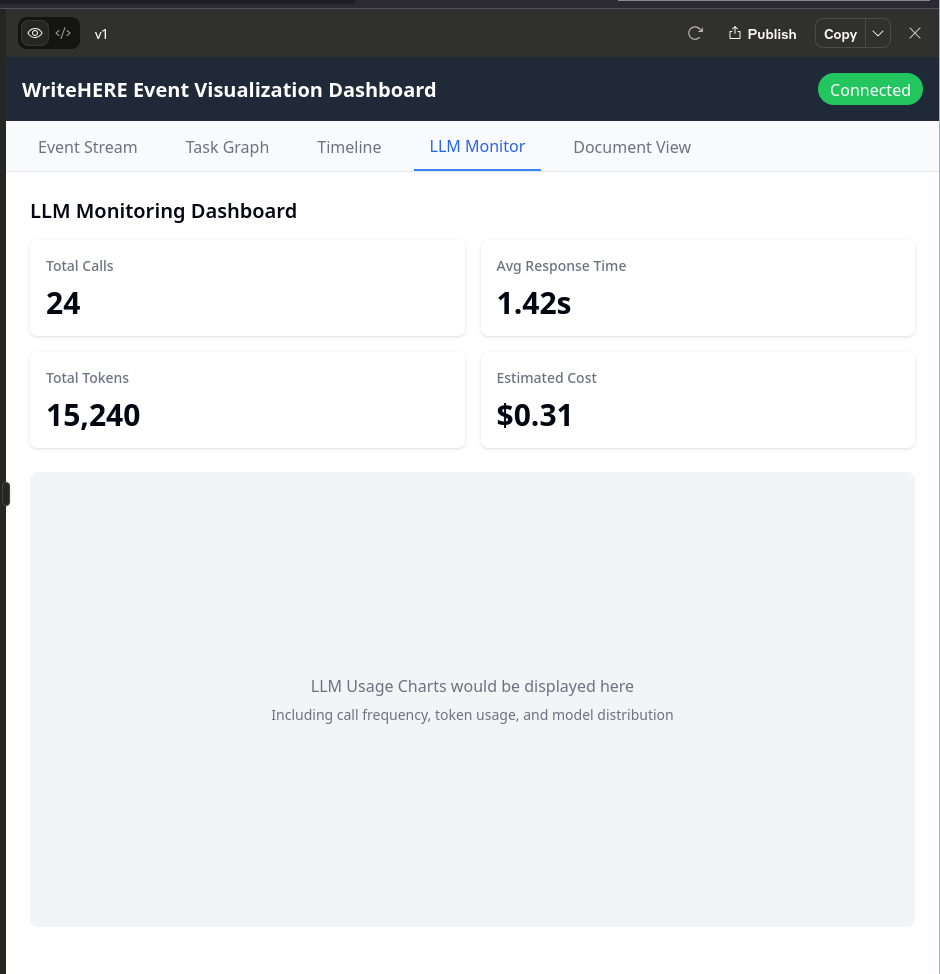 v1
Publish
Copy
WriteHERE Event Visualization Dashboard
Connected
Event Stream
Task Graph
Timeline
LLM Monitor
Document View
LLM Monitoring Dashboard
Total Calls
24
Avg Response Time
1.42s
Total Tokens
15,240
Estimated Cost
$0.31
LLM Usage Charts would be displayed here
Including call frequency, token usage, and model distribution